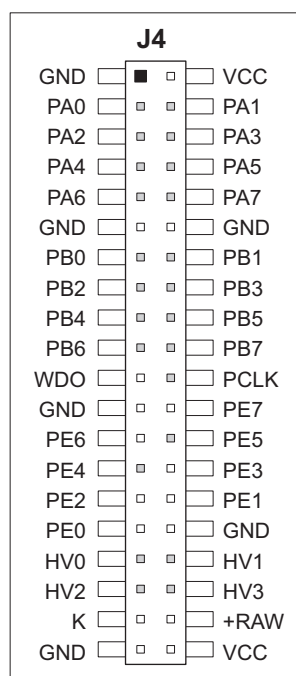 J4
GND VCC
PA0 PA1
PA2 PA3
PA4 PA5
PA6 PA7
GND GND
PB0 PB1
PB2 PB3
PB4 PB5
PB6 PB7
WDO PCLK
GND PE7
PE6 PE5
PE4 PE3
PE2 PE1
PE0 GND
HV0 HV1
HV2 HV3
K +RAW
GND VCC